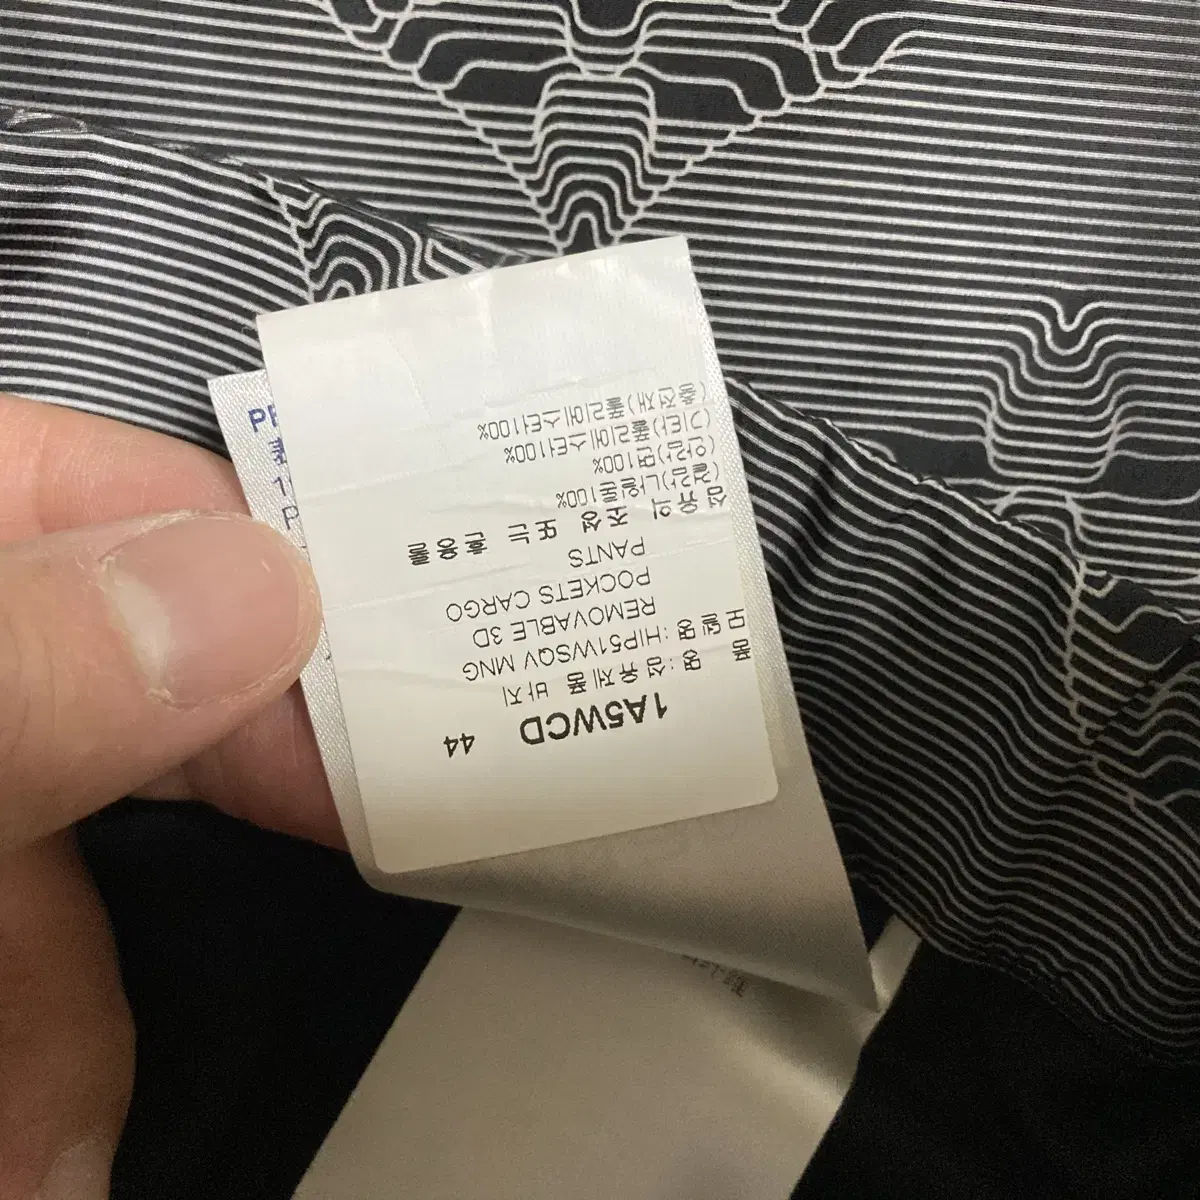 1A5WCD 44
품 명:섬유제품 바지
모델명:HIP51WSQV MNG
REMOVABLE 3D
POCKETS CARGO
PANTS
섬유의 조성 또는 혼용률
(겉감)나일론100%
(안감)면100%
(기타)폴리에스터100%
(충전재)폴리에스터100%